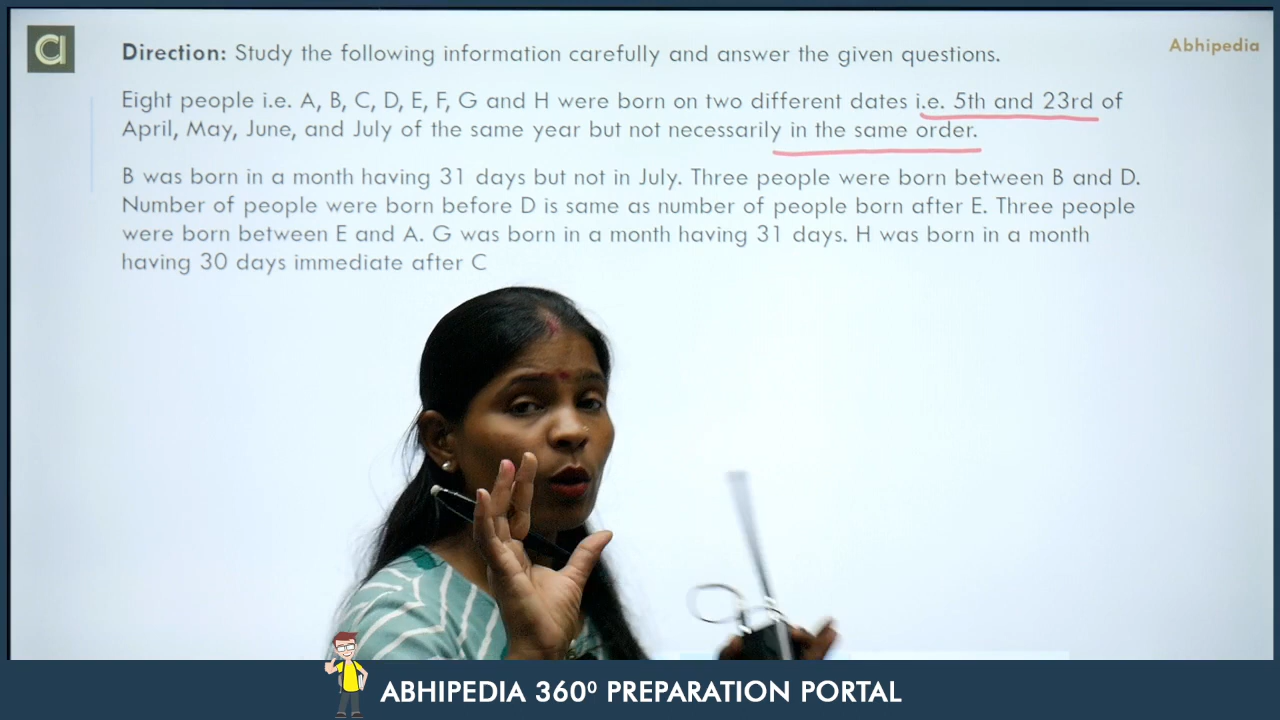 Direction: Study the following information carefully and answer the given questions.
Abhipedia
Eight people i.e. A, B, C, D, E, F, G and H were born on two different dates i.e. 5th and 23rd of
April, May, June, and July of the same year but not necessarily in the same order.
B was born in a month having 31 days but not in July. Three people were born between B and D.
Number of people were born before D is same as number of people born after E. Three people
were born between E and A. G was born in a month having 31 days. H was born in a month
having 30 days immediate after C
ABHIPEDIA 360⁰ PREPARATION PORTAL